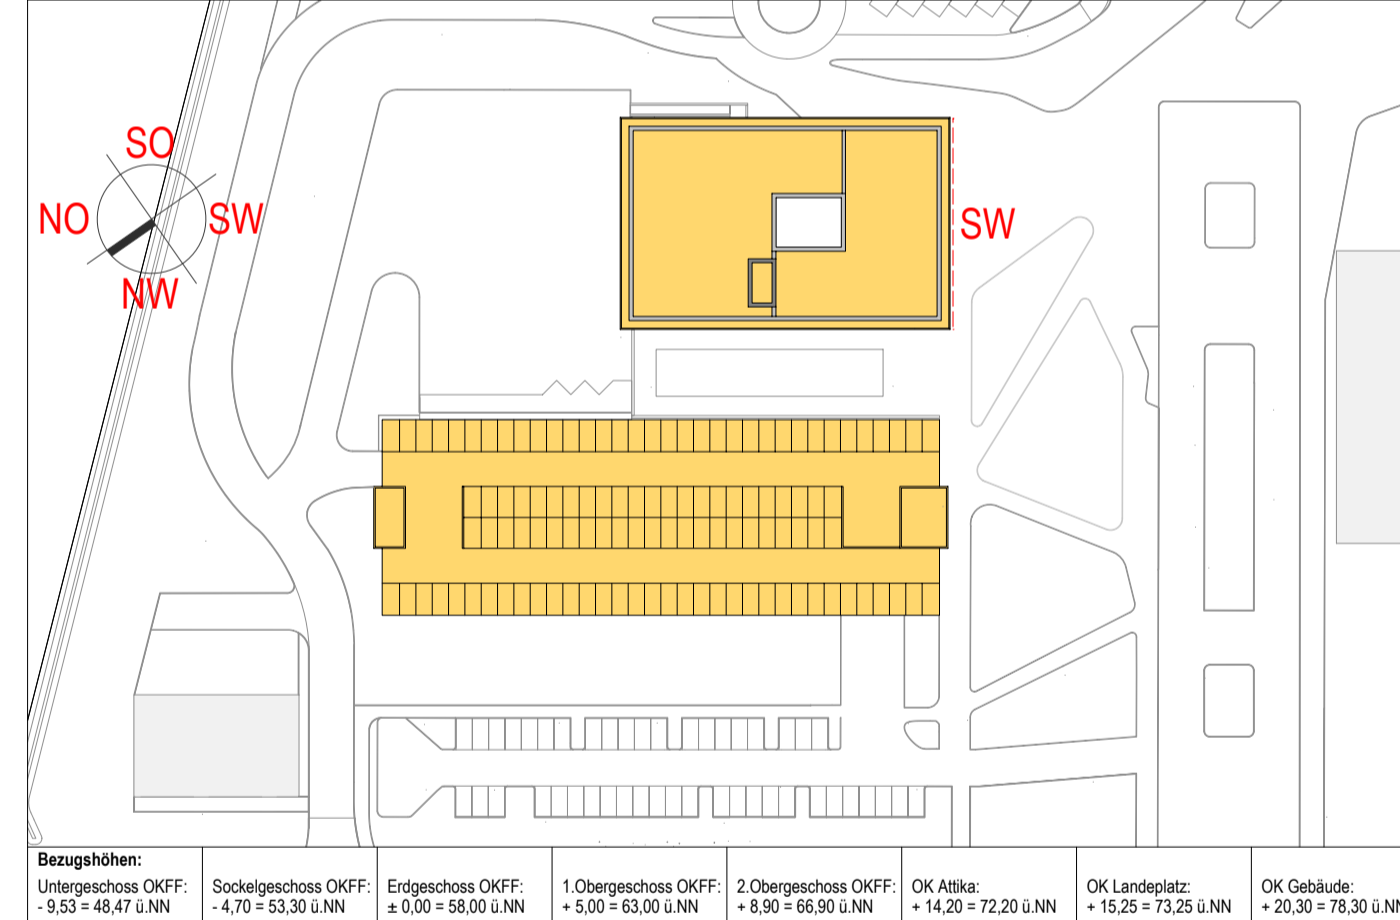 SO
NO
SW
NW
SW
Bezugshöhen:
Untergeschoss OKFF:
- 9,53 = 48,47 ü.NN
Sockelgeschoss OKFF:
- 4,70 = 53,30 ü.NN
Erdgeschoss OKFF:
± 0,00 = 58,00 ü.NN
1.Obergeschoss OKFF:
+ 5,00 = 63,00 ü.NN
2.Obergeschoss OKFF:
+ 8,90 = 66,90 ü.NN
OK Attika:
+ 14,20 = 72,20 ü.NN
OK Landeplatz:
+ 15,25 = 73,25 ü.NN
OK Gebäude:
+ 20,30 = 78,30 ü.NN